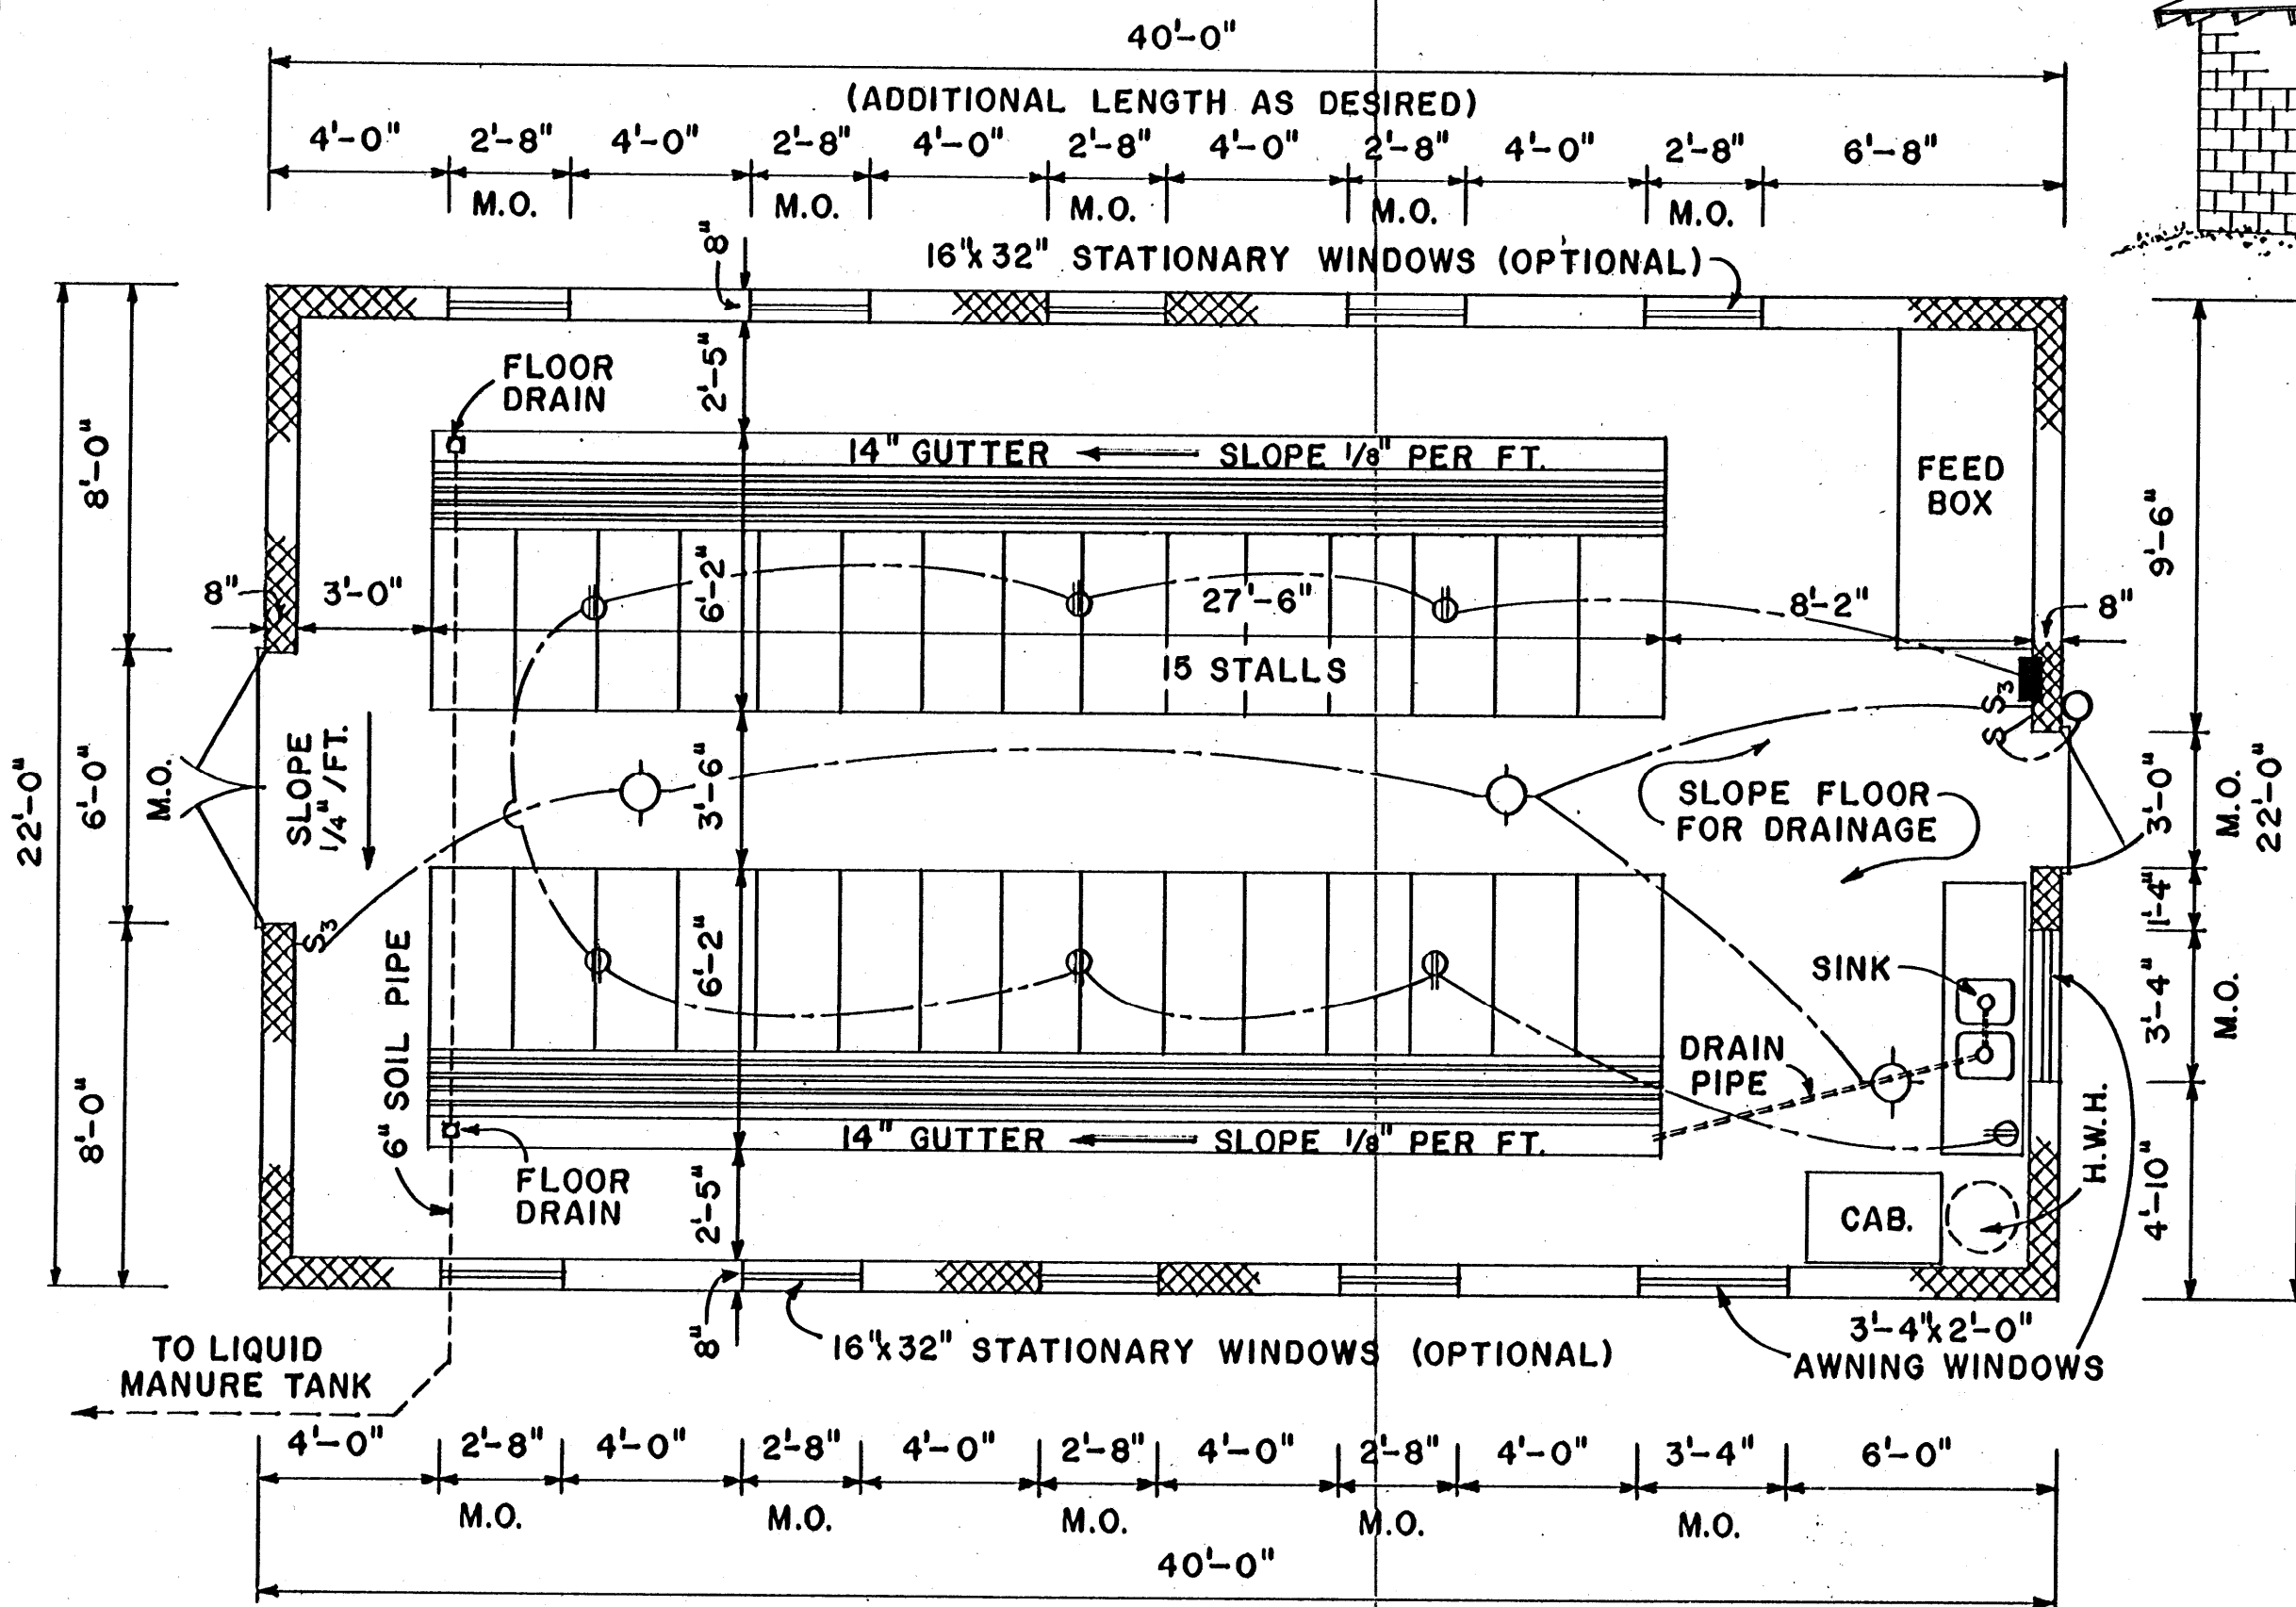 40'-0"
(ADDITIONAL LENGTH AS DESIRED)
4'-0" 2'-8" 4'-0" 2'-8" 4'-0" 2'-8" 4'-0" 2'-8" 4'-0" 2'-8" 6'-8"
M.O. M.O. M.O. M.O. M.O.
8"
16"x32" STATIONARY WINDOWS (OPTIONAL)
FLOOR
DRAIN
2'-5"
14" GUTTER SLOPE 1/8" PER FT.
FEED
BOX
8'-0"
9'-6"
8" 3'-0" 6'-2" 27'-6" 8'-2" 8"
15 STALLS
S3
S
22'-0"
6'-0"
M.O.
SLOPE
1/4"/FT.
3'-6"
SLOPE FLOOR
FOR DRAINAGE
3'-0"
M.O.
22'-0"
1'-4"
S3
6" SOIL PIPE
6'-2"
SINK
3'-4"
M.O.
DRAIN
PIPE
8'-0"
14" GUTTER SLOPE 1/8" PER FT.
H.W.H.
FLOOR
DRAIN
2'-5"
CAB.
4'-10"
8"
16"x32" STATIONARY WINDOWS (OPTIONAL)
3'-4"x2'-0"
AWNING WINDOWS
TO LIQUID
MANURE TANK
4'-0" 2'-8" 4'-0" 2'-8" 4'-0" 2'-8" 4'-0" 2'-8" 4'-0" 3'-4" 6'-0"
M.O. M.O. M.O. M.O. M.O.
40'-0"